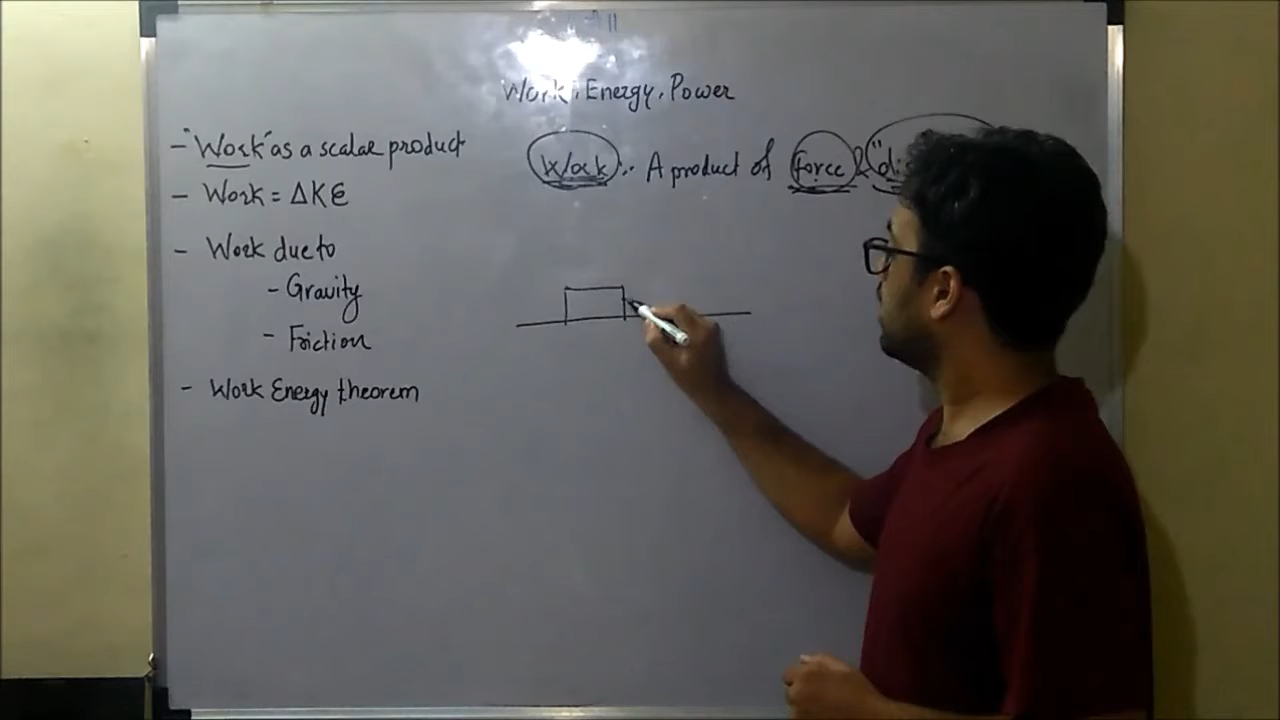 Work, Energy, Power
- "Work" as a scalar product
- Work = ΔKE
- Work due to
- Gravity
- Friction
- Work Energy theorem
Work :- A product of force &